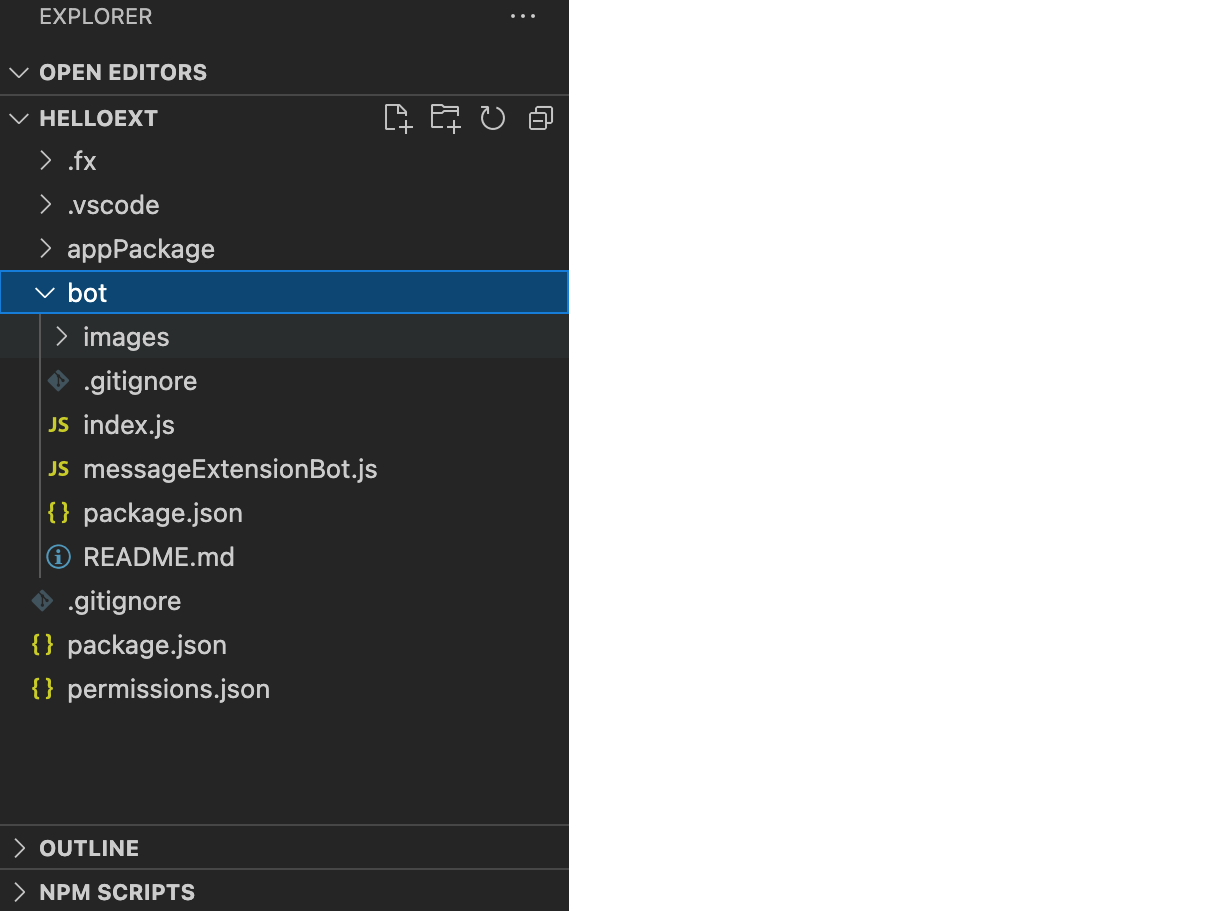 EXPLORER
OPEN EDITORS
HELLOEXT
.fx
.vscode
appPackage
bot
images
.gitignore
JS index.js
JS messageExtensionBot.js
{ } package.json
README.md
.gitignore
{ } package.json
{ } permissions.json
OUTLINE
NPM SCRIPTS